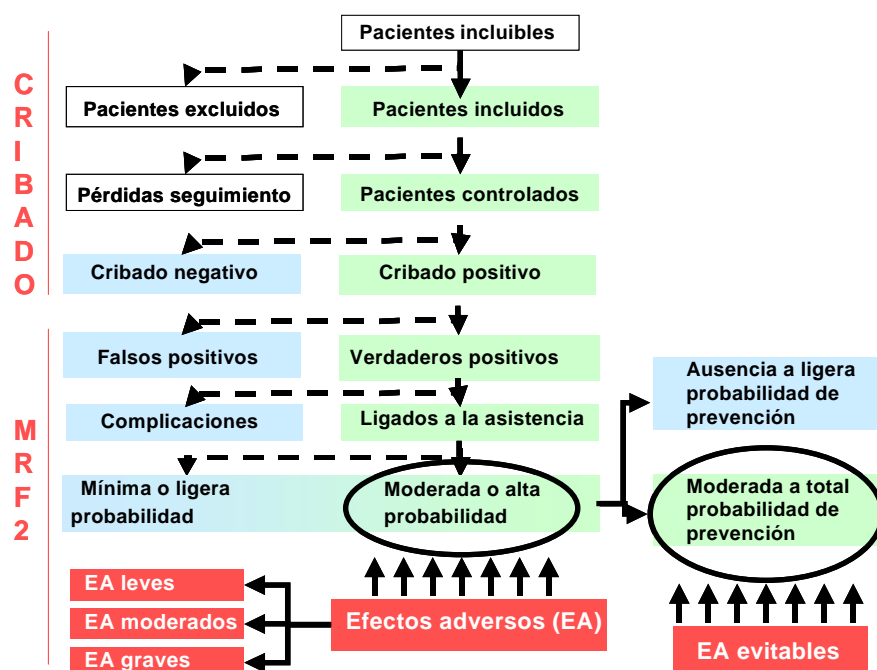 CRIBADO
Pacientes incluibles
Pacientes excluidos
Pacientes incluidos
Pérdidas seguimiento
Pacientes controlados
Cribado negativo
Cribado positivo
MRF2
Falsos positivos
Verdaderos positivos
Complicaciones
Ligados a la asistencia
Mínima o ligera
probabilidad
Moderada o alta
probabilidad
Ausencia a ligera
probabilidad de
prevención
Moderada a total
probabilidad de
prevención
EA leves
EA moderados
EA graves
Efectos adversos (EA)
EA evitables